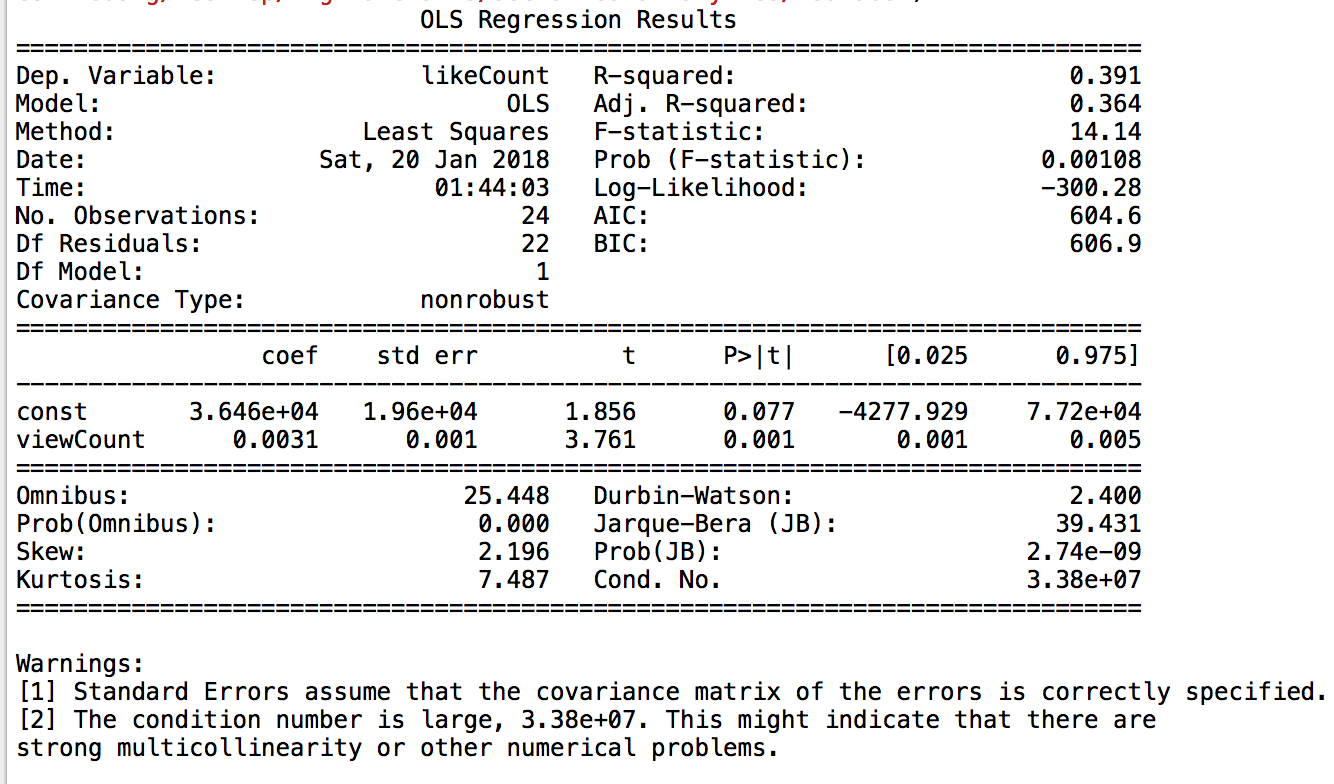 OLS Regression Results
==============================================================================
Dep. Variable:              likeCount   R-squared:                       0.391
Model:                            OLS   Adj. R-squared:                  0.364
Method:                 Least Squares   F-statistic:                     14.14
Date:                Sat, 20 Jan 2018   Prob (F-statistic):            0.00108
Time:                        01:44:03   Log-Likelihood:                -300.28
No. Observations:                  24   AIC:                             604.6
Df Residuals:                      22   BIC:                             606.9
Df Model:                           1
Covariance Type:            nonrobust
==============================================================================
                 coef    std err          t      P>|t|      [0.025      0.975]
------------------------------------------------------------------------------
const       3.646e+04   1.96e+04      1.856      0.077   -4277.929    7.72e+04
viewCount      0.0031      0.001      3.761      0.001       0.001       0.005
==============================================================================
Omnibus:                       25.448   Durbin-Watson:                   2.400
Prob(Omnibus):                  0.000   Jarque-Bera (JB):               39.431
Skew:                           2.196   Prob(JB):                     2.74e-09
Kurtosis:                       7.487   Cond. No.                     3.38e+07
==============================================================================
Warnings:
[1] Standard Errors assume that the covariance matrix of the errors is correctly specified.
[2] The condition number is large, 3.38e+07. This might indicate that there are
strong multicollinearity or other numerical problems.